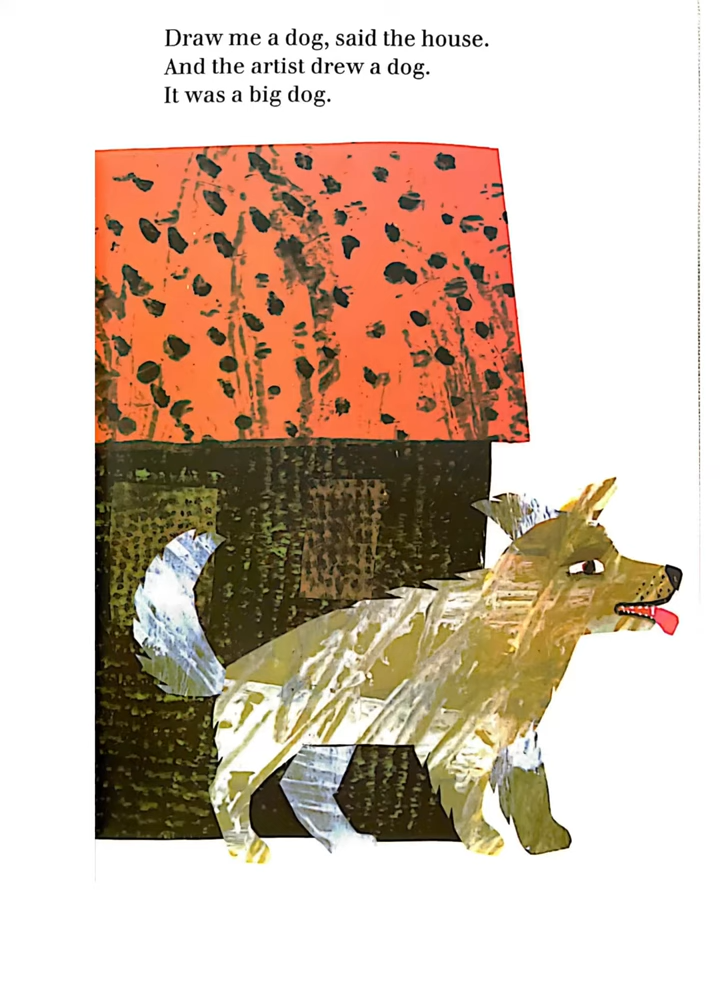 Draw me a dog, said the house.
And the artist drew a dog.
It was a big dog.